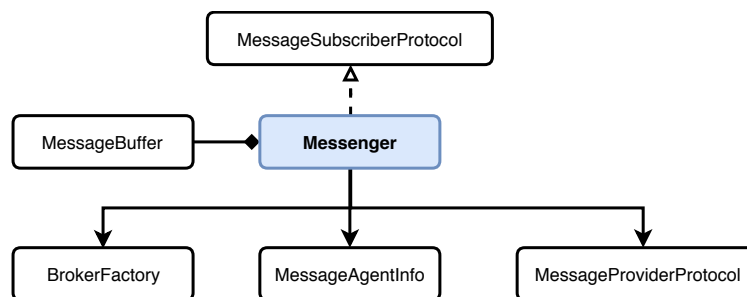 MessageSubscriberProtocol
MessageBuffer
Messenger
BrokerFactory
MessageAgentInfo
MessageProviderProtocol